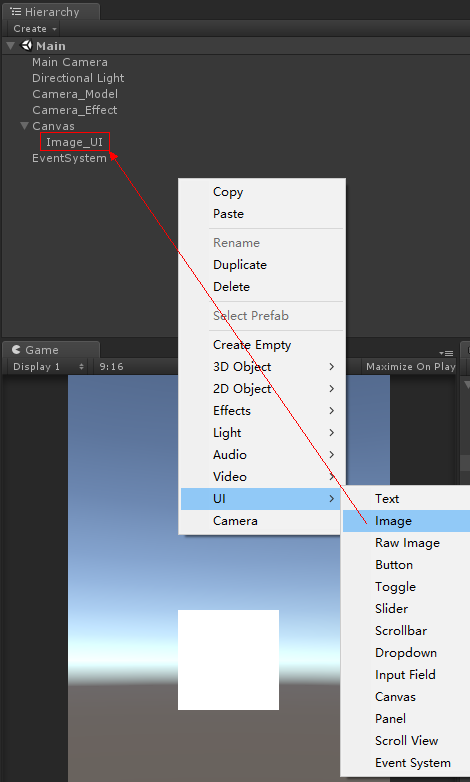 Hierarchy
Create
Main
Main Camera
Directional Light
Camera_Model
Camera_Effect
Canvas
Image_UI
EventSystem
Copy
Paste
Rename
Duplicate
Delete
Select Prefab
Create Empty
3D Object
2D Object
Effects
Light
Audio
Video
UI
Camera
Game
Display 1 9:16 Maximize On Play
Text
Image
Raw Image
Button
Toggle
Slider
Scrollbar
Dropdown
Input Field
Canvas
Panel
Scroll View
Event System